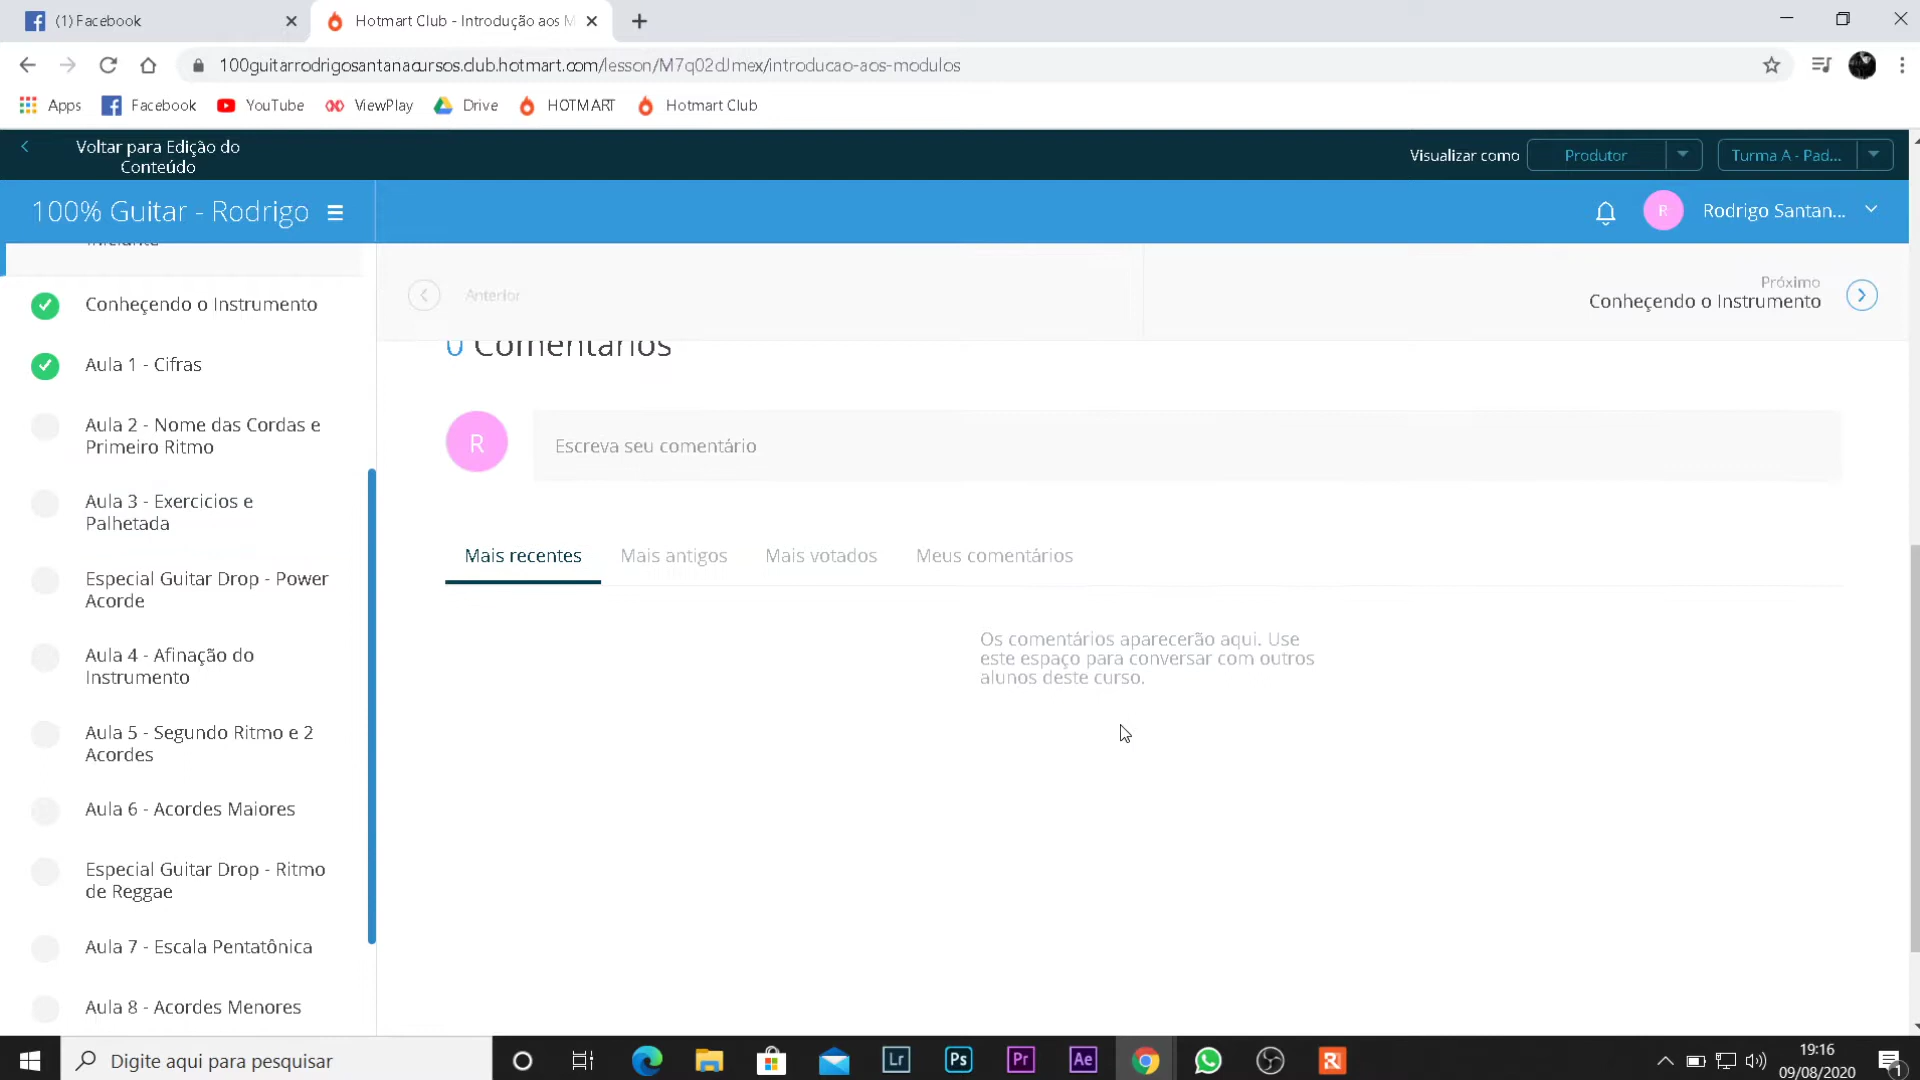 (1) Facebook
Hotmart Club - Introdução aos M
100guitarrodrigosantanacursos.club.hotmart.com/lesson/M7q02dJmex/introducao-aos-modulos
Apps Facebook YouTube ViewPlay Drive HOTMART Hotmart Club
Voltar para Edição do
Conteúdo
Visualizar como Produtor Turma A - Pad...
100% Guitar - Rodrigo
R Rodrigo Santan...
Iniciante
Conheçendo o Instrumento
Aula 1 - Cifras
Aula 2 - Nome das Cordas e
Primeiro Ritmo
Aula 3 - Exercicios e
Palhetada
Especial Guitar Drop - Power
Acorde
Aula 4 - Afinação do
Instrumento
Aula 5 - Segundo Ritmo e 2
Acordes
Aula 6 - Acordes Maiores
Especial Guitar Drop - Ritmo
de Reggae
Aula 7 - Escala Pentatônica
Aula 8 - Acordes Menores
Anterior
Próximo
Conheçendo o Instrumento
0 Comentários
R
Escreva seu comentário
Mais recentes Mais antigos Mais votados Meus comentários
Os comentários aparecerão aqui. Use
este espaço para conversar com outros
alunos deste curso.
Digite aqui para pesquisar
Lr Ps Pr Ae
19:16
09/08/2020
1